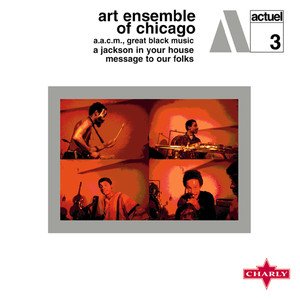 art ensemble
of chicago
a.a.c.m., great black music
a jackson in your house
message to our folks
actuel
3
CHARLY